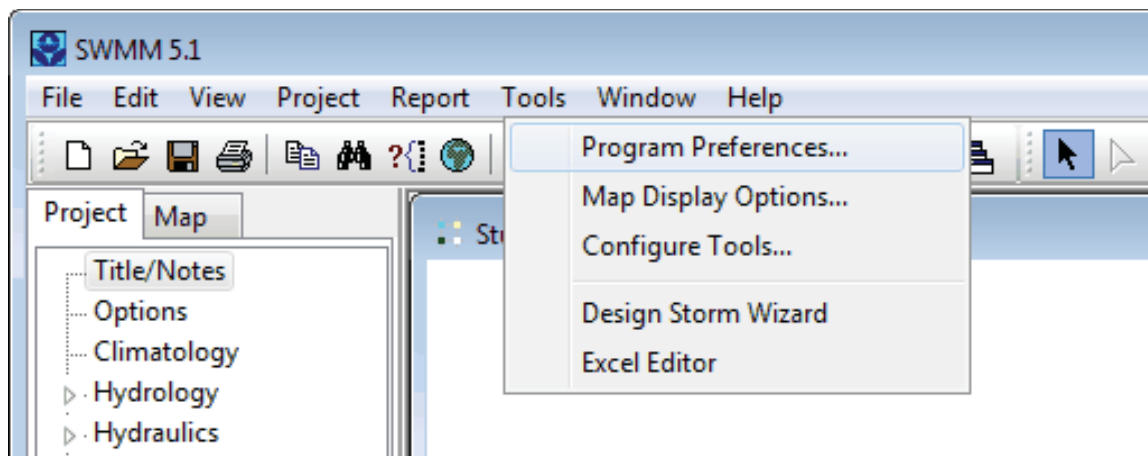 SWMM 5.1
File Edit View Project Report Tools Window Help
Program Preferences...
Map Display Options...
Configure Tools...
Design Storm Wizard
Excel Editor
Project Map
Title/Notes
Options
Climatology
Hydrology
Hydraulics